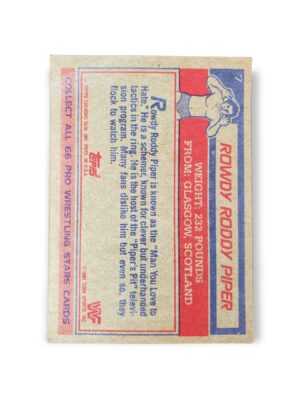 7
ROWDY RODDY PIPER
WEIGHT: 232 POUNDS
FROM: GLASGOW, SCOTLAND
Rowdy Roddy Piper is known as the "Man You Love to
Hate." He is a schemer, known for clever but underhanded
tactics in the ring. He is the host of the "Piper's Pit" televi-
sion program. Many fans dislike him but even so, they
flock to watch him.
Topps
WF
COLLECT ALL 66 PRO WRESTLING STARS CARDS